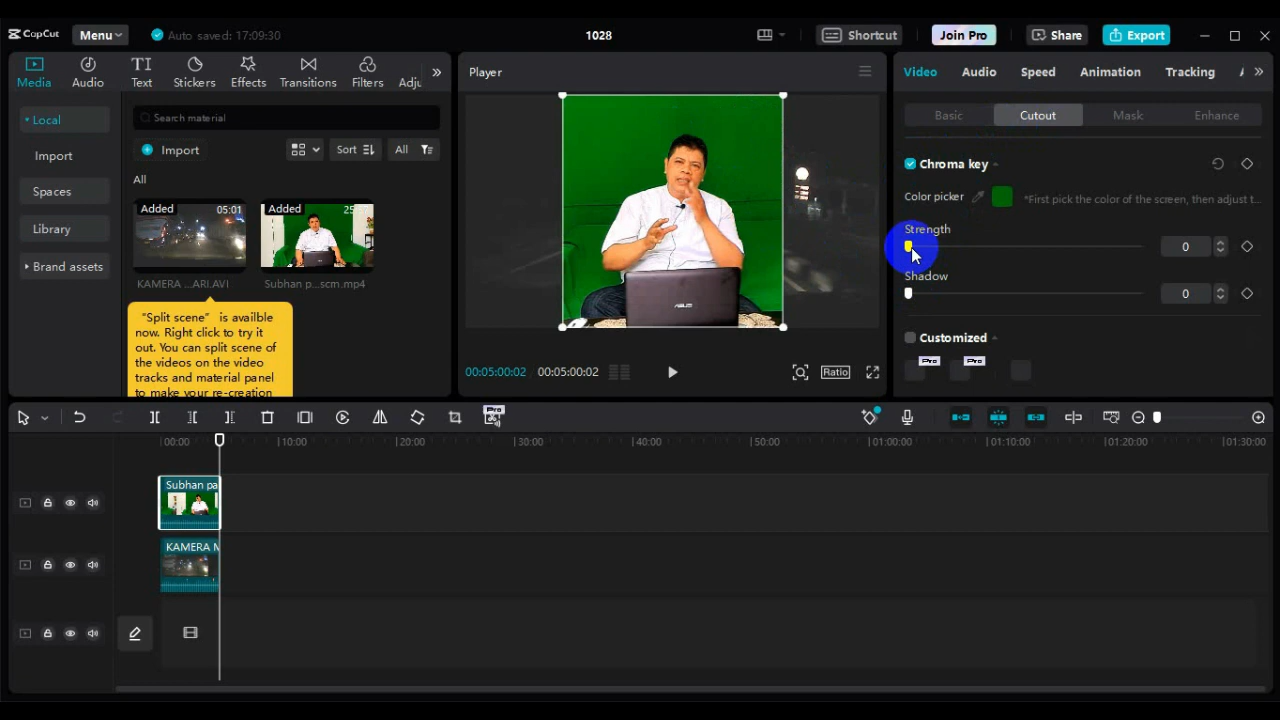 CapCut
Menu
Auto saved: 17:09:30
1028
Shortcut
Join Pro
Share
Export
Media
Audio
Text
Stickers
Effects
Transitions
Filters
Adju
Local
Import
Spaces
Library
Brand assets
Search material
Import
Sort
All
All
Added
05:01
KAMERA ...ARI.AVI
Added
25
Subhan p...scm.mp4
"Split scene" is availble
now. Right click to try it
out. You can split scene of
the videos on the video
tracks and material panel
to make your re-creation
Player
ASUS
00:05:00:02
00:05:00:02
Ratio
Video
Audio
Speed
Animation
Tracking
Basic
Cutout
Mask
Enhance
Chroma key
Color picker
*First pick the color of the screen, then adjust t...
Strength
0
Shadow
0
Customized
Pro
Pro
Pro
00:00
10:00
20:00
30:00
40:00
50:00
01:00:00
01:10:00
01:20:00
01:30:00
Subhan pa
KAMERA M